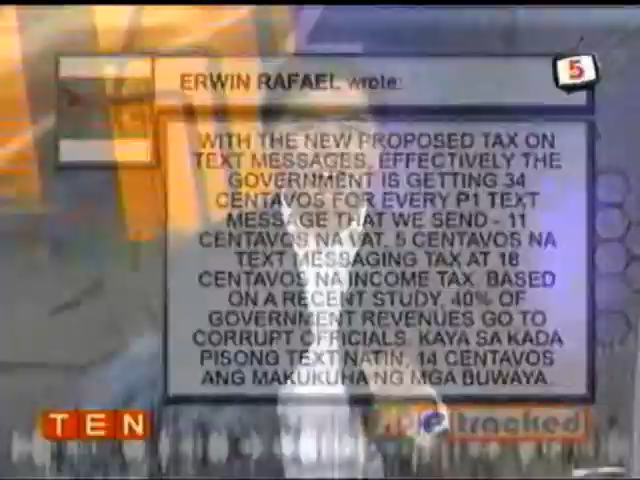 ERWIN RAFAEL wrote:
5
WITH THE NEW PROPOSED TAX ON
TEXT MESSAGES, EFFECTIVELY THE
GOVERNMENT IS GETTING 34
CENTAVOS FOR EVERY P1 TEXT
MESSAGE THAT WE SEND - 11
CENTAVOS NA VAT. 5 CENTAVOS NA
TEXT MESSAGING TAX AT 18
CENTAVOS NA INCOME TAX. BASED
ON A RECENT STUDY, 40% OF
GOVERNMENT REVENUES GO TO
CORRUPT OFFICIALS. KAYA SA KADA
PISONG TEXT NATIN, 14 CENTAVOS
ANG MAKUKUHA NG MGA BUWAYA.
TEN
tracked